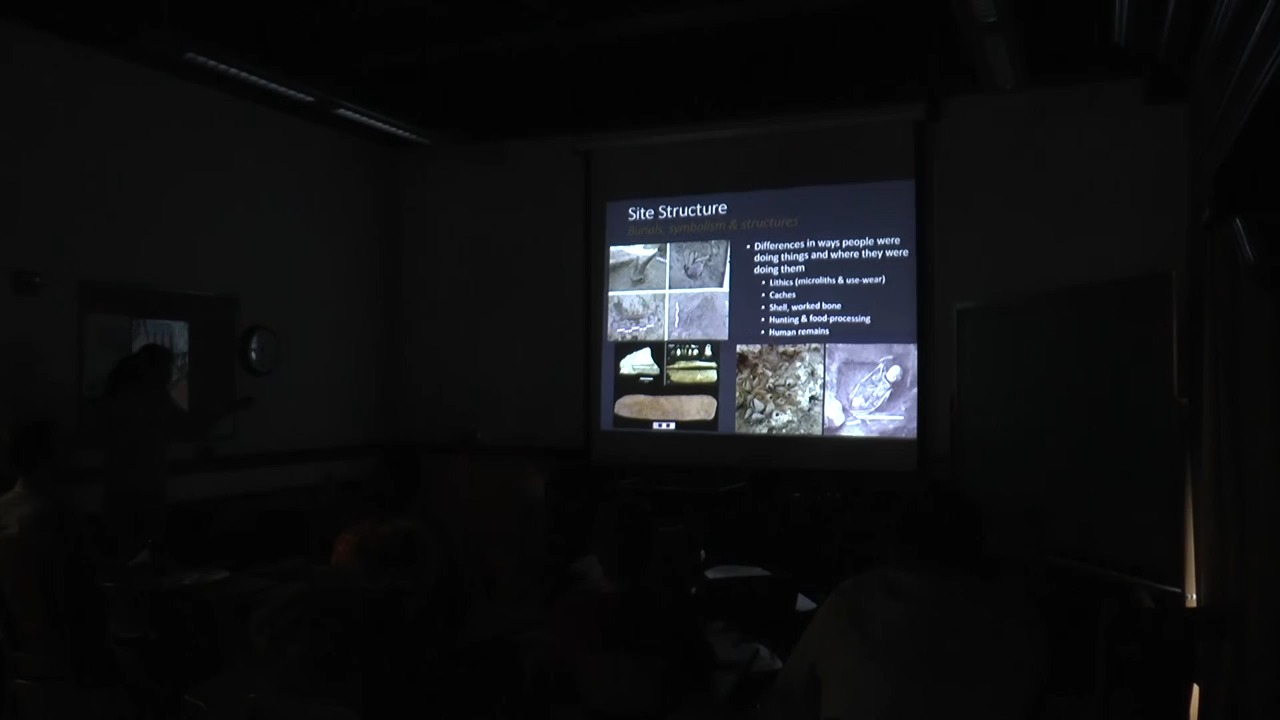 Site Structure
Burials, symbolism & structures
• Differences in ways people were
doing things and where they were
doing them
• Lithics (microliths & use-wear)
• Caches
• Shell, worked bone
• Hunting & food-processing
• Human remains